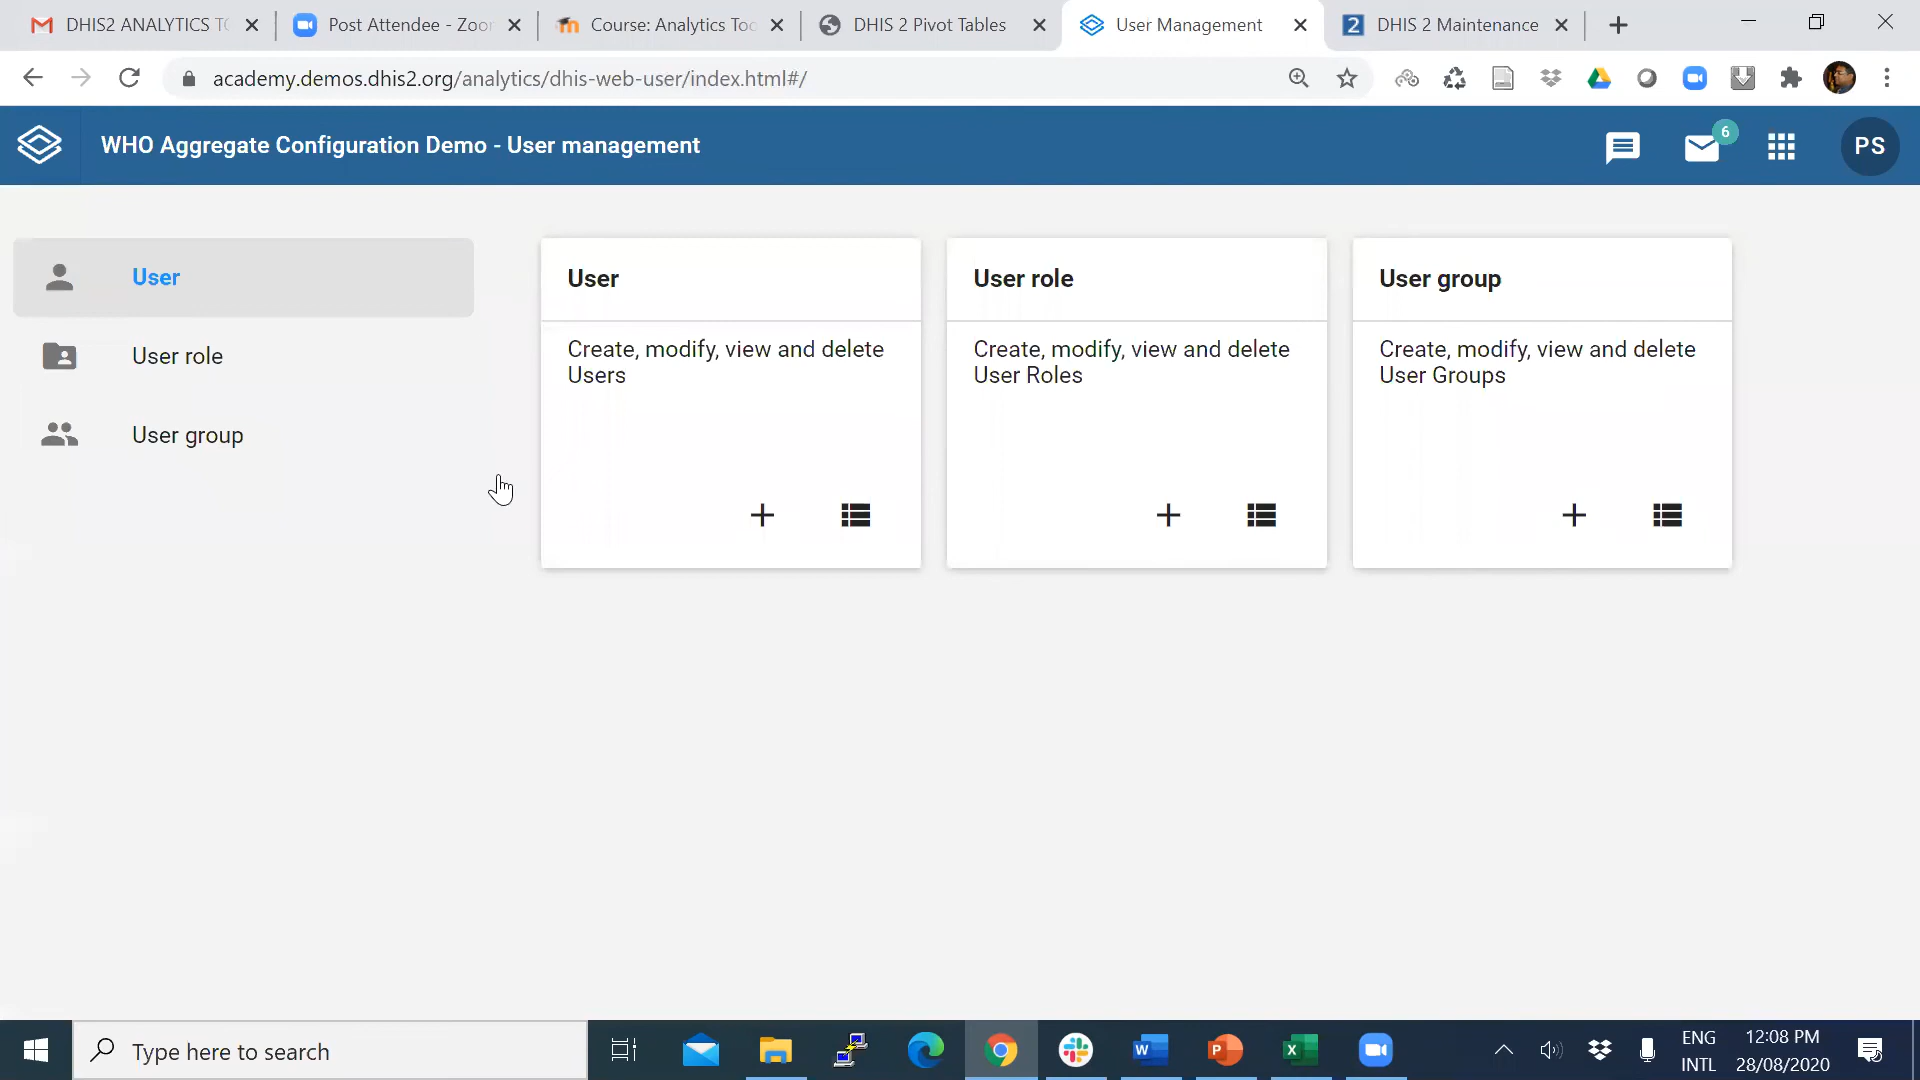 DHIS2 ANALYTICS TO
Post Attendee - Zoom
Course: Analytics Too
DHIS 2 Pivot Tables
User Management
2
DHIS 2 Maintenance
academy.demos.dhis2.org/analytics/dhis-web-user/index.html#/
WHO Aggregate Configuration Demo - User management
6
PS
User
User role
User group
User
Create, modify, view and delete
Users
User role
Create, modify, view and delete
User Roles
User group
Create, modify, view and delete
User Groups
Type here to search
W
P
X
ENG
INTL
12:08 PM
28/08/2020